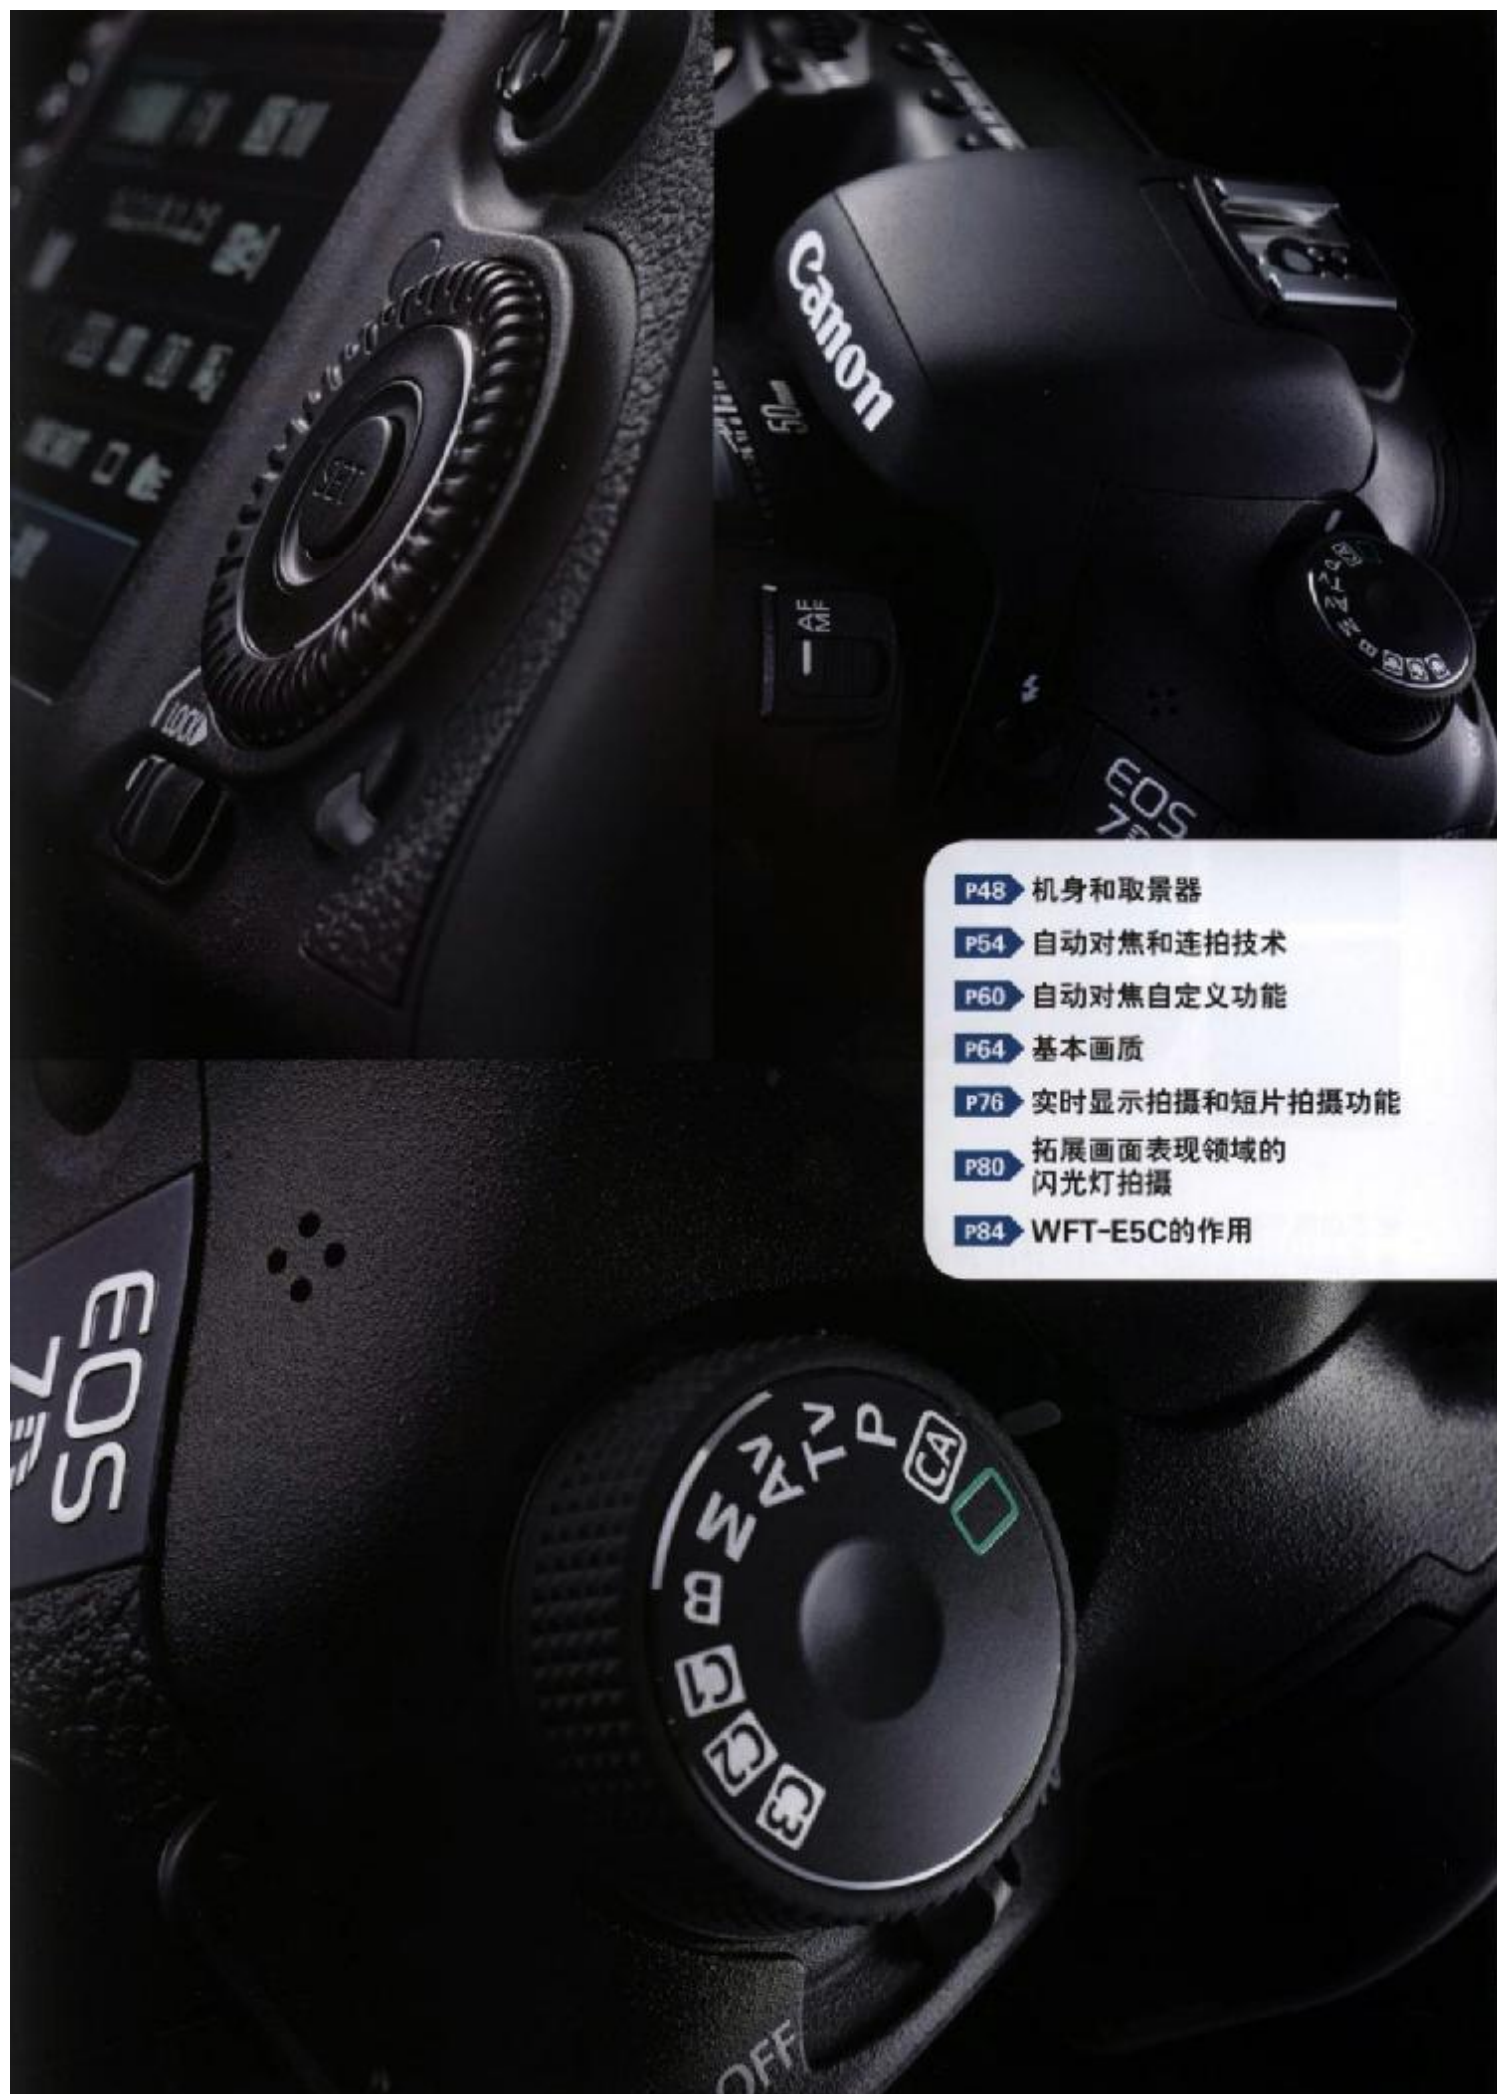 SET
LOCK
Canon
50mm
AF
MF
EOS
7D
P48 机身和取景器
P54 自动对焦和连拍技术
P60 自动对焦自定义功能
P64 基本画质
P76 实时显示拍摄和短片拍摄功能
P80 拓展画面表现领域的
闪光灯拍摄
P84 WFT-E5C的作用
EOS
7D
CA
P
Tv
Av
M
B
C1
C2
C3
OFF